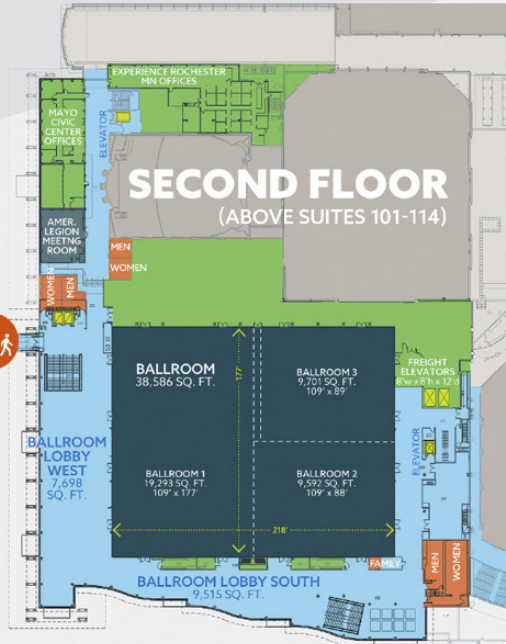 EXPERIENCE ROCHESTER
MN OFFICES
MAYO
CIVIC
CENTER
OFFICES
ELEVATOR
SECOND FLOOR
(ABOVE SUITES 101-114)
AMER.
LEGION
MEETNG
ROOM
MEN
WOMEN
WOMEN
MEN
BALLROOM
38,586 SQ. FT.
177'
BALLROOM 3
9,701 SQ. FT.
109' x 89'
FREIGHT
ELEVATORS
8'w x 8'h x 12'd
BALLROOM
LOBBY
WEST
7,698
SQ. FT.
BALLROOM 1
19,293 SQ. FT.
109' x 177'
BALLROOM 2
9,592 SQ. FT.
109' x 88'
ELEVATOR
218'
FAMILY
MEN
WOMEN
BALLROOM LOBBY SOUTH
9,515 SQ. FT.